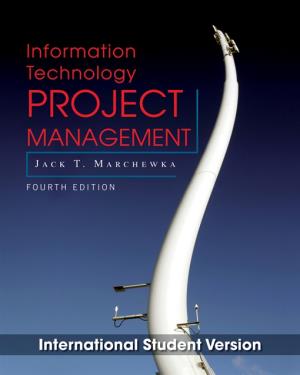 Information
Technology
PROJECT
MANAGEMENT
JACK T. MARCHEWKA
FOURTH EDITION
International Student Version